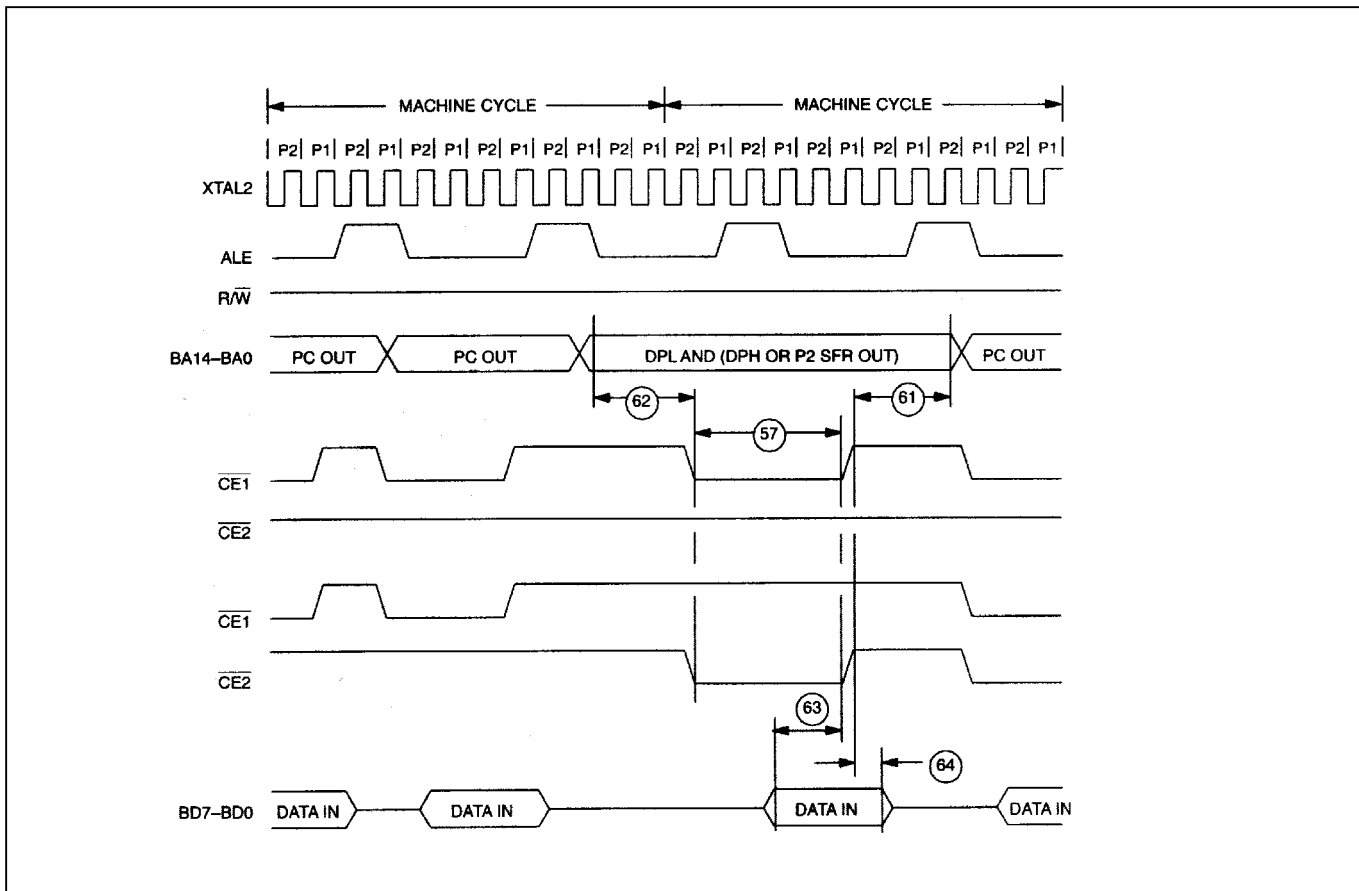 MACHINE CYCLE MACHINE CYCLE
P2 P1 P2 P1 P2 P1 P2 P1 P2 P2 P1 P2 P1 P2 P2 P1 P2 P1 P2 P1 P2 P1
XTAL2
ALE
R/W
BA14–BA0 PC OUT PC OUT DPL AND (DPH OR P2 SFR OUT) PC OUT
62 61
57
CE1
CE2
CE1
CE2
63
64
BD7–BD0 DATA IN DATA IN DATA IN DATA IN